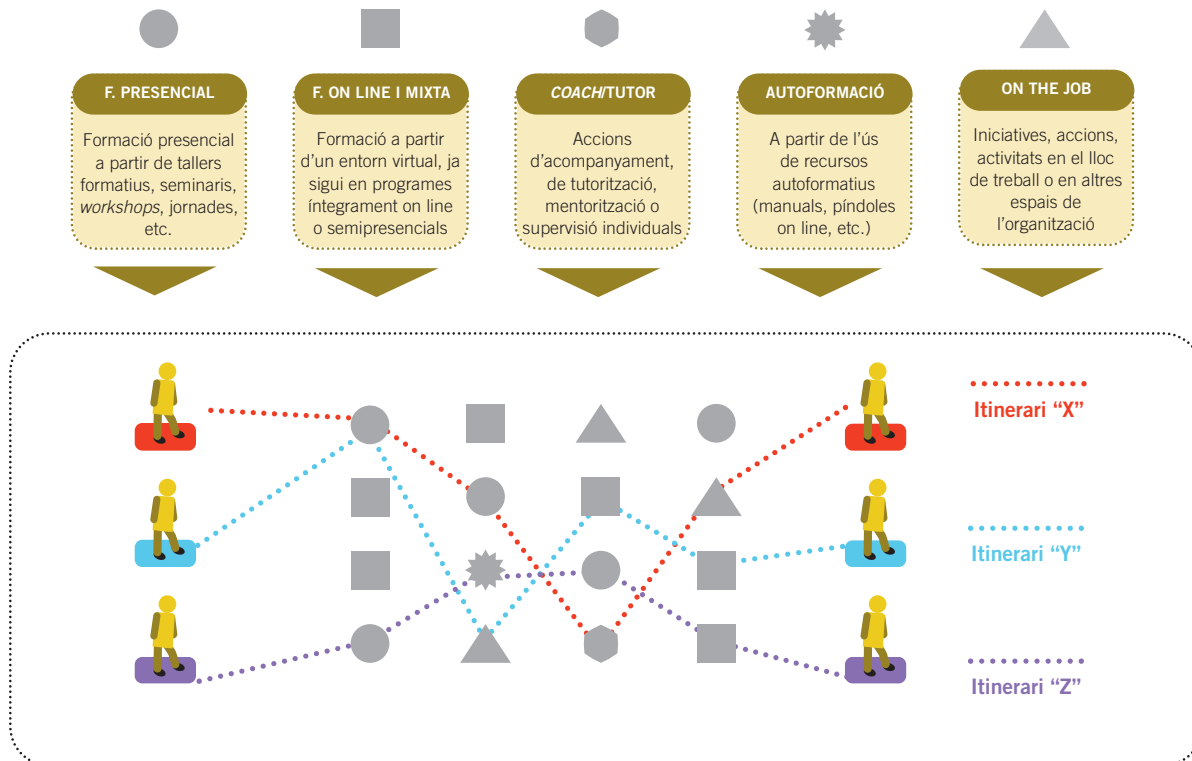 F. PRESENCIAL
Formació presencial
a partir de tallers
formatius, seminaris,
workshops, jornades,
etc.
F. ON LINE I MIXTA
Formació a partir
d’un entorn virtual, ja
sigui en programes
íntegrament on line
o semipresencials
COACH/TUTOR
Accions
d’acompanyament,
de tutorització,
mentorització o
supervisió individuals
AUTOFORMACIÓ
A partir de l’ús
de recursos
autoformatius
(manuals, píndoles
on line, etc.)
ON THE JOB
Iniciatives, accions,
activitats en el lloc
de treball o en altres
espais de
l’organització
Itinerari “X”
Itinerari “Y”
Itinerari “Z”